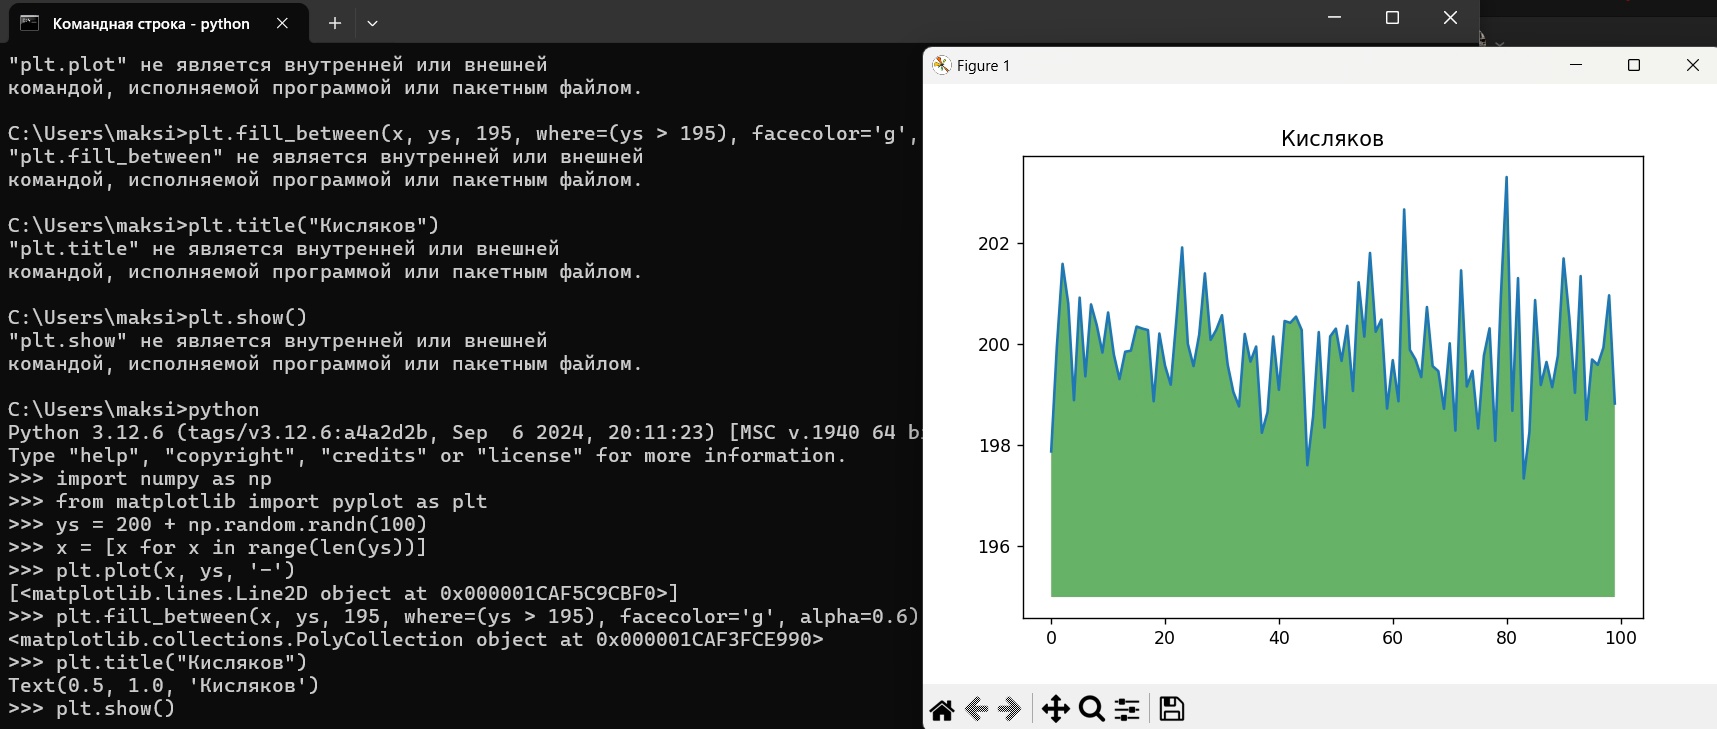 Командная строка - python
"plt.plot" не является внутренней или внешней
командой, исполняемой программой или пакетным файлом.
C:\Users\maksi>plt.fill_between(x, ys, 195, where=(ys > 195), facecolor='g',
"plt.fill_between" не является внутренней или внешней
командой, исполняемой программой или пакетным файлом.
C:\Users\maksi>plt.title("Кисляков")
"plt.title" не является внутренней или внешней
командой, исполняемой программой или пакетным файлом.
C:\Users\maksi>plt.show()
"plt.show" не является внутренней или внешней
командой, исполняемой программой или пакетным файлом.
C:\Users\maksi>python
Python 3.12.6 (tags/v3.12.6:a4a2d2b, Sep  6 2024, 20:11:23) [MSC v.1940 64 b
Type "help", "copyright", "credits" or "license" for more information.
>>> import numpy as np
>>> from matplotlib import pyplot as plt
>>> ys = 200 + np.random.randn(100)
>>> x = [x for x in range(len(ys))]
>>> plt.plot(x, ys, '-')
[<matplotlib.lines.Line2D object at 0x000001CAF5C9CBF0>]
>>> plt.fill_between(x, ys, 195, where=(ys > 195), facecolor='g', alpha=0.6)
<matplotlib.collections.PolyCollection object at 0x000001CAF3FCE990>
>>> plt.title("Кисляков")
Text(0.5, 1.0, 'Кисляков')
>>> plt.show()
Figure 1
Кисляков
202
200
198
196
0 20 40 60 80 100